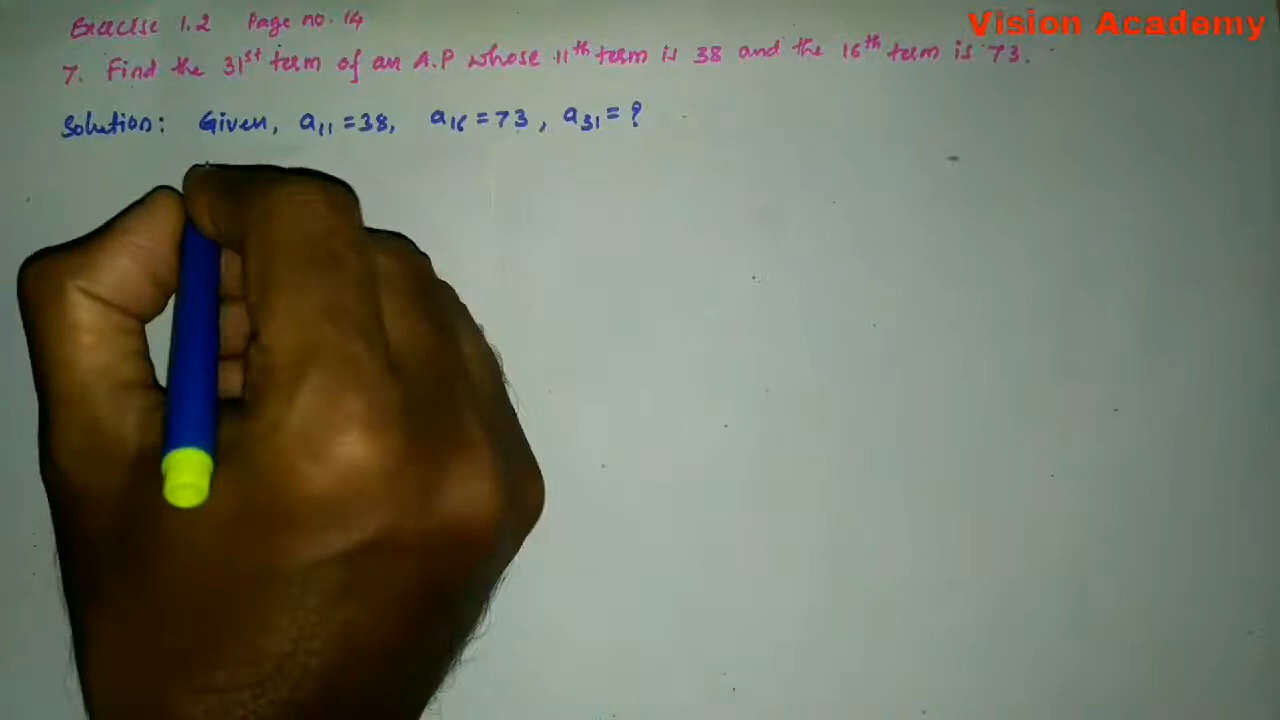 Exercise 1.2 Page no. 14
Vision Academy
7. Find the 31st term of an A.P whose 11th term is 38 and the 16th term is 73.
Solution: Given, a11 = 38, a16 = 73, a31 = ?